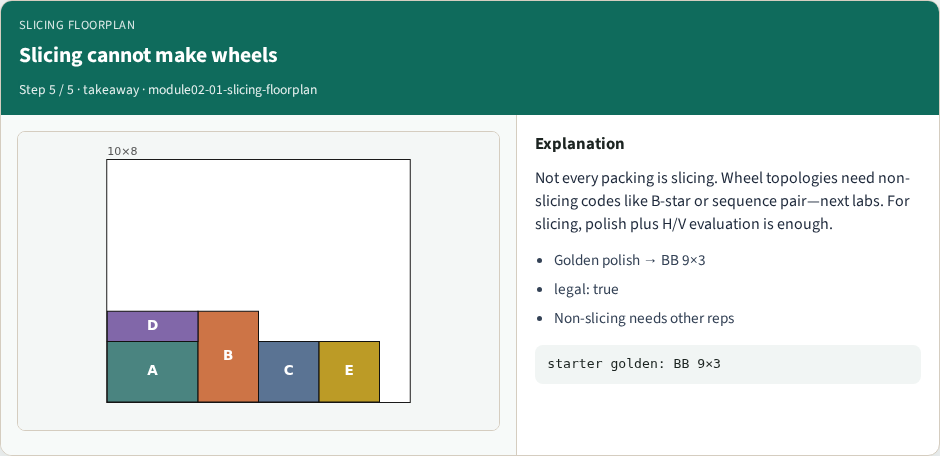 SLICING FLOORPLAN
Slicing cannot make wheels
Step 5 / 5 · takeaway · module02-01-slicing-floorplan
10×8
D
A
B
C
E
Explanation
Not every packing is slicing. Wheel topologies need non-
slicing codes like B-star or sequence pair—next labs. For
slicing, polish plus H/V evaluation is enough.
• Golden polish → BB 9×3
• legal: true
• Non-slicing needs other reps
starter golden: BB 9×3